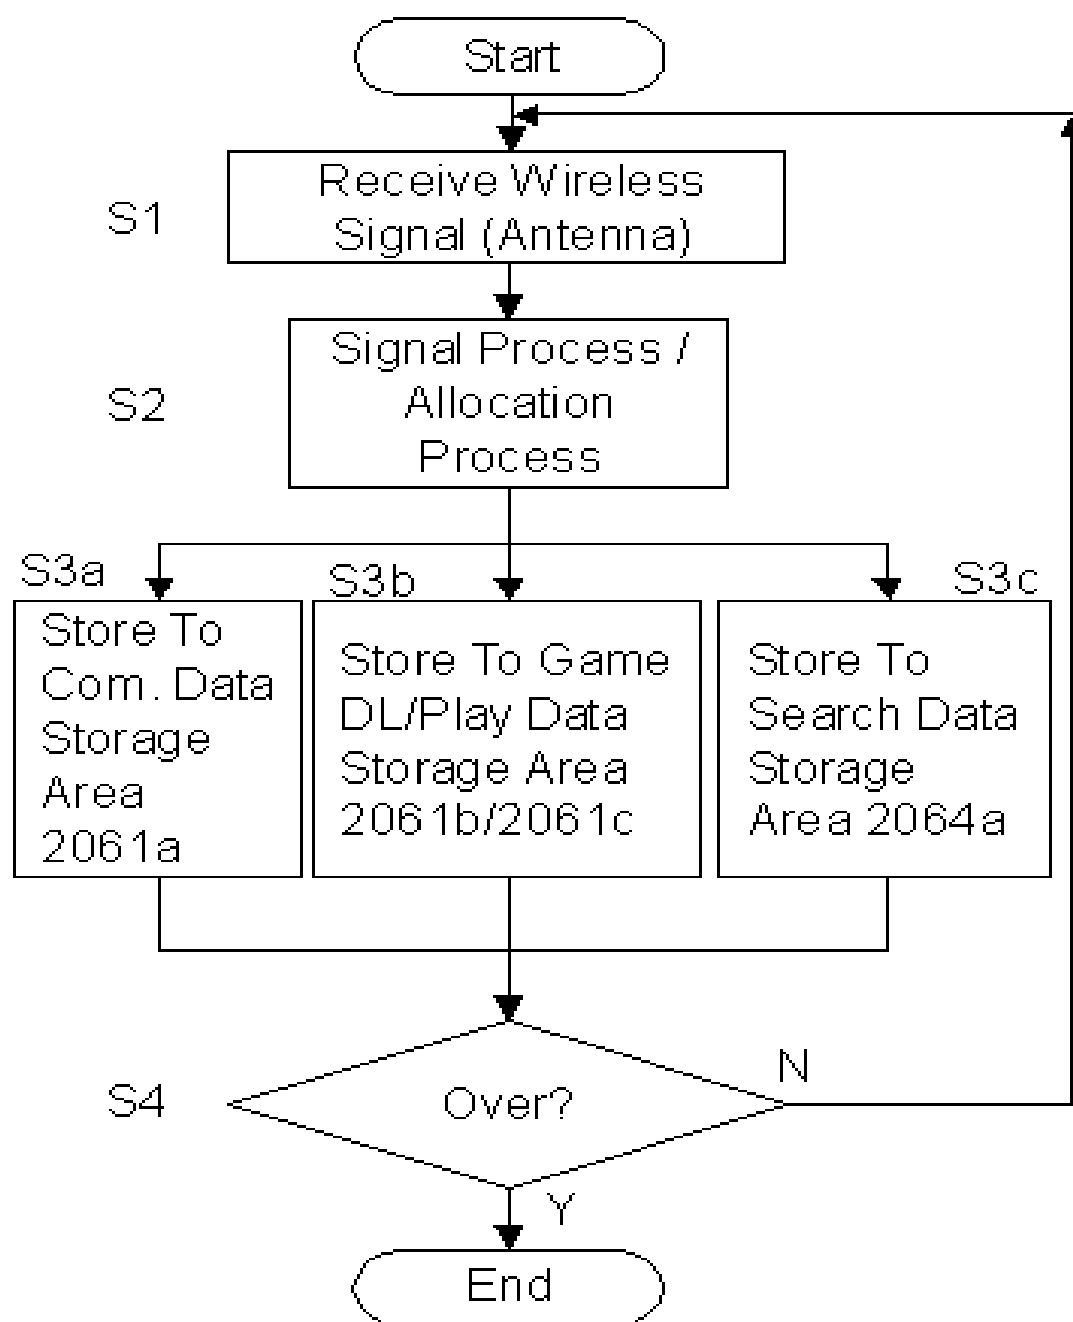 Start
S1
Receive Wireless
Signal (Antenna)
S2
Signal Process /
Allocation
Process
S3a
Store To
Com. Data
Storage
Area
2061a
S3b
Store To Game
DL/Play Data
Storage Area
2061b/2061c
S3c
Store To
Search Data
Storage
Area 2064a
S4
Over?
N
Y
End